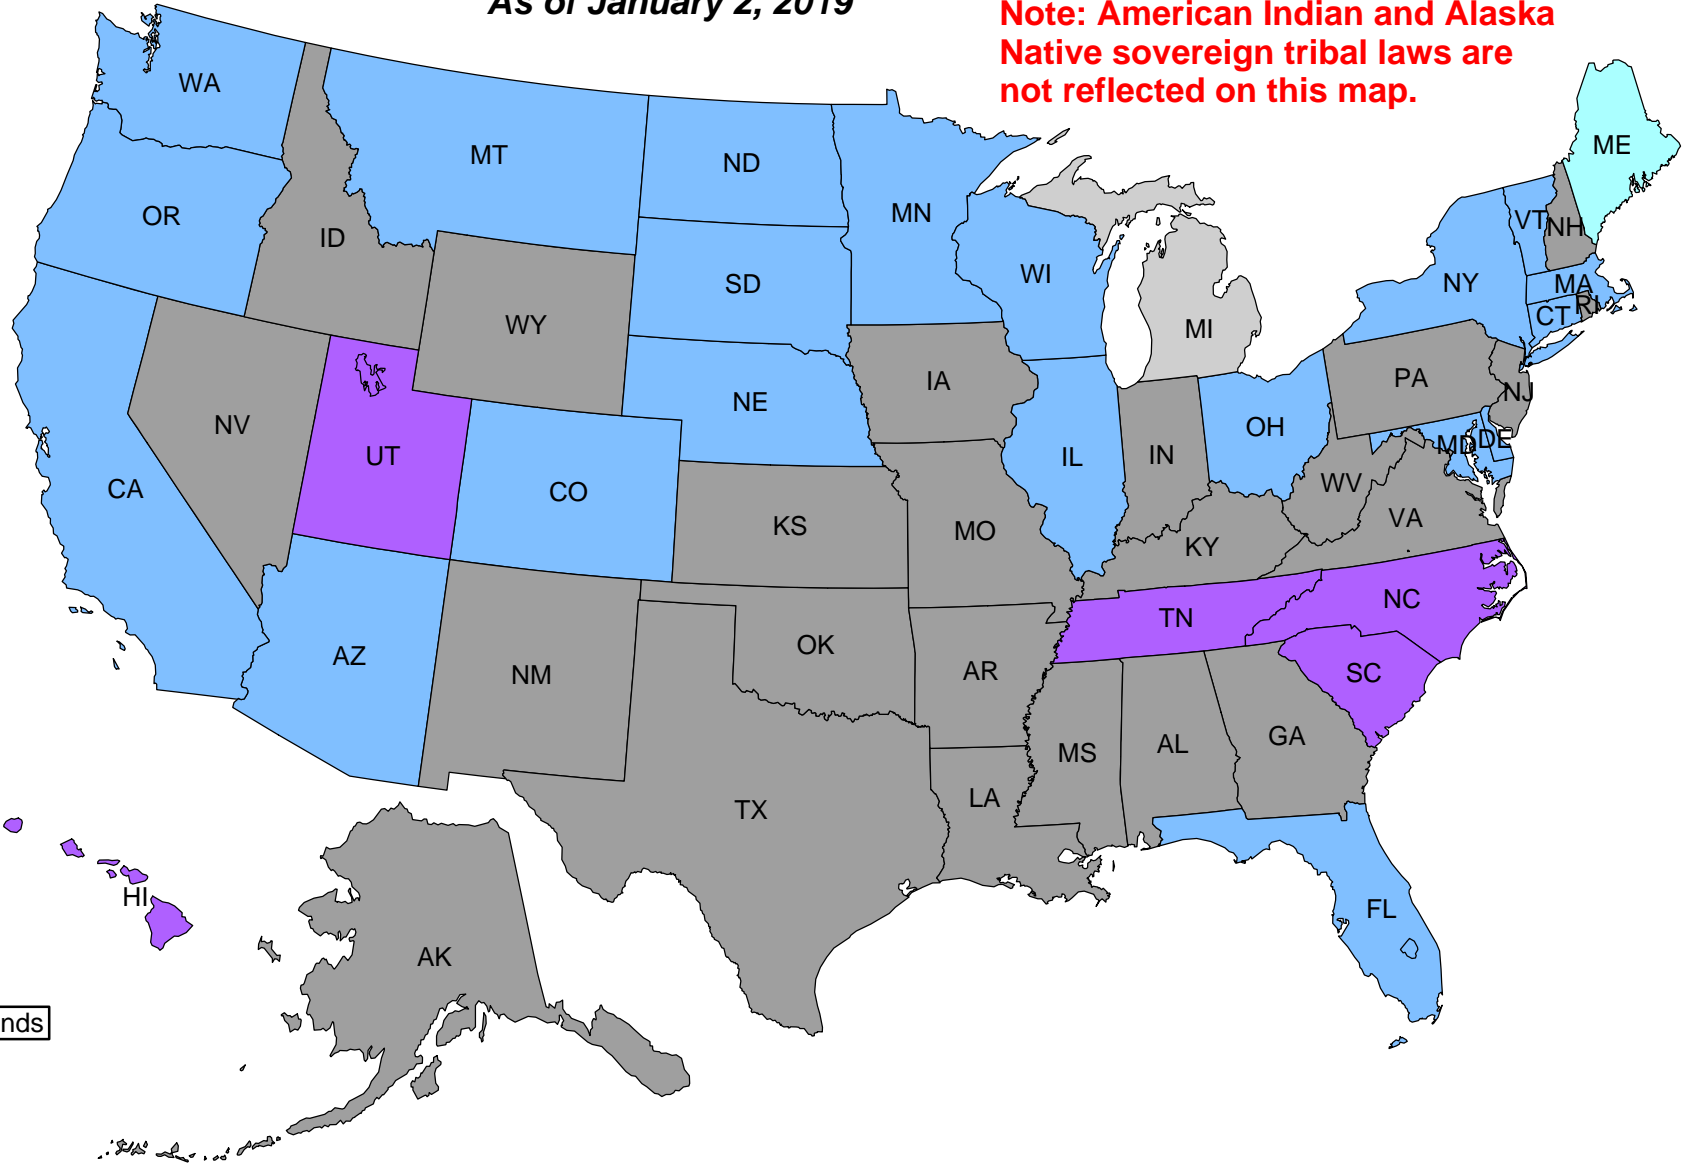 As of January 2, 2019
Note: American Indian and Alaska
Native sovereign tribal laws are
not reflected on this map.
WA
MT
ND
MN
ME
OR
ID
SD
WI
VT
NH
WY
MI
NY
MA
CT
RI
NV
UT
NE
IA
PA
NJ
CA
CO
IL
IN
OH
MD
DE
WV
KS
MO
KY
VA
AZ
NM
OK
AR
TN
NC
SC
TX
LA
MS
AL
GA
HI
AK
FL
nds